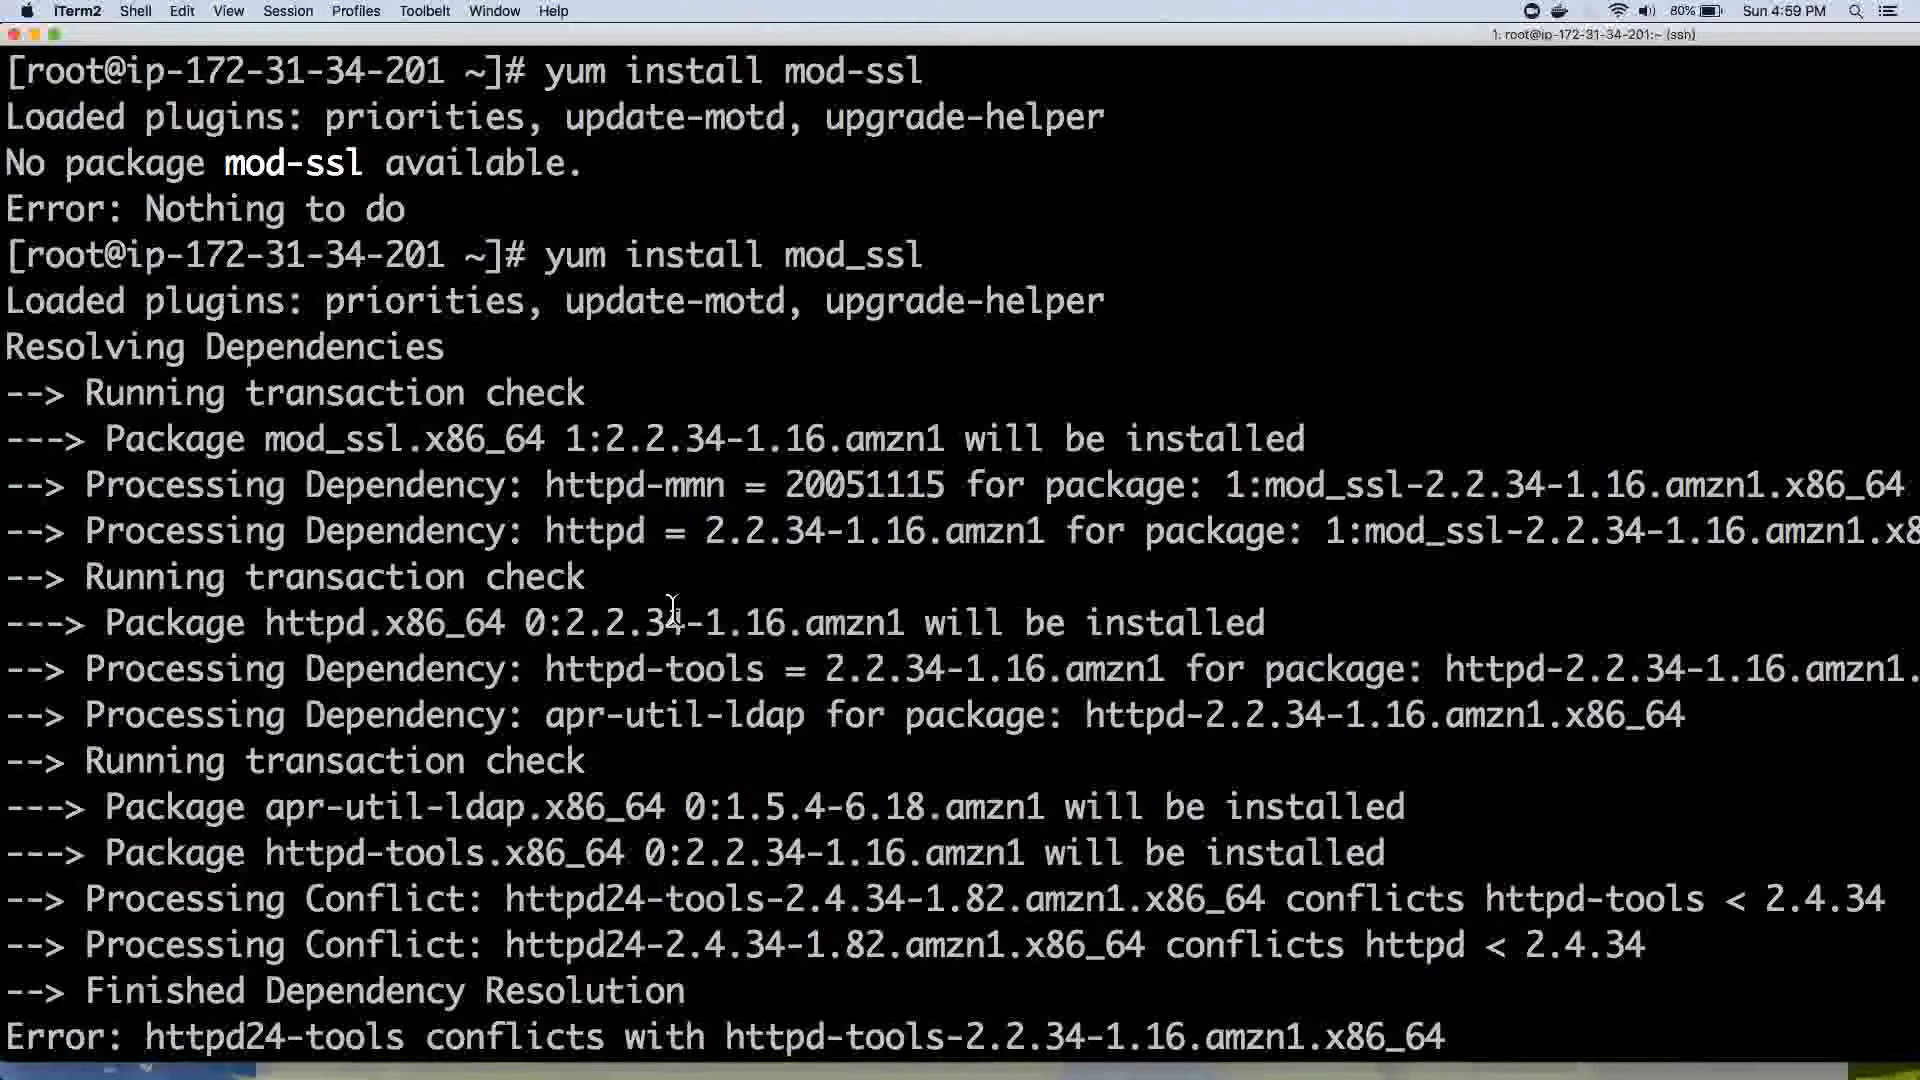 iTerm2 Shell Edit View Session Profiles Toolbelt Window Help 80% Sun 4:59 PM
1: root@ip-172-31-34-201:~ (ssh)
[root@ip-172-31-34-201 ~]# yum install mod-ssl
Loaded plugins: priorities, update-motd, upgrade-helper
No package mod-ssl available.
Error: Nothing to do
[root@ip-172-31-34-201 ~]# yum install mod_ssl
Loaded plugins: priorities, update-motd, upgrade-helper
Resolving Dependencies
--> Running transaction check
---> Package mod_ssl.x86_64 1:2.2.34-1.16.amzn1 will be installed
--> Processing Dependency: httpd-mmn = 20051115 for package: 1:mod_ssl-2.2.34-1.16.amzn1.x86_64
--> Processing Dependency: httpd = 2.2.34-1.16.amzn1 for package: 1:mod_ssl-2.2.34-1.16.amzn1.x8
--> Running transaction check
---> Package httpd.x86_64 0:2.2.34-1.16.amzn1 will be installed
--> Processing Dependency: httpd-tools = 2.2.34-1.16.amzn1 for package: httpd-2.2.34-1.16.amzn1.
--> Processing Dependency: apr-util-ldap for package: httpd-2.2.34-1.16.amzn1.x86_64
--> Running transaction check
---> Package apr-util-ldap.x86_64 0:1.5.4-6.18.amzn1 will be installed
---> Package httpd-tools.x86_64 0:2.2.34-1.16.amzn1 will be installed
--> Processing Conflict: httpd24-tools-2.4.34-1.82.amzn1.x86_64 conflicts httpd-tools < 2.4.34
--> Processing Conflict: httpd24-2.4.34-1.82.amzn1.x86_64 conflicts httpd < 2.4.34
--> Finished Dependency Resolution
Error: httpd24-tools conflicts with httpd-tools-2.2.34-1.16.amzn1.x86_64